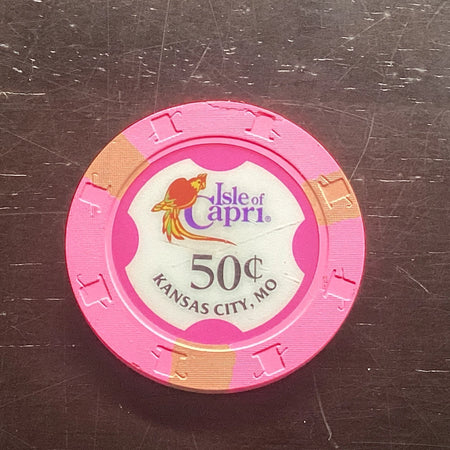 Isle of
Capri®
50¢
KANSAS CITY, MO